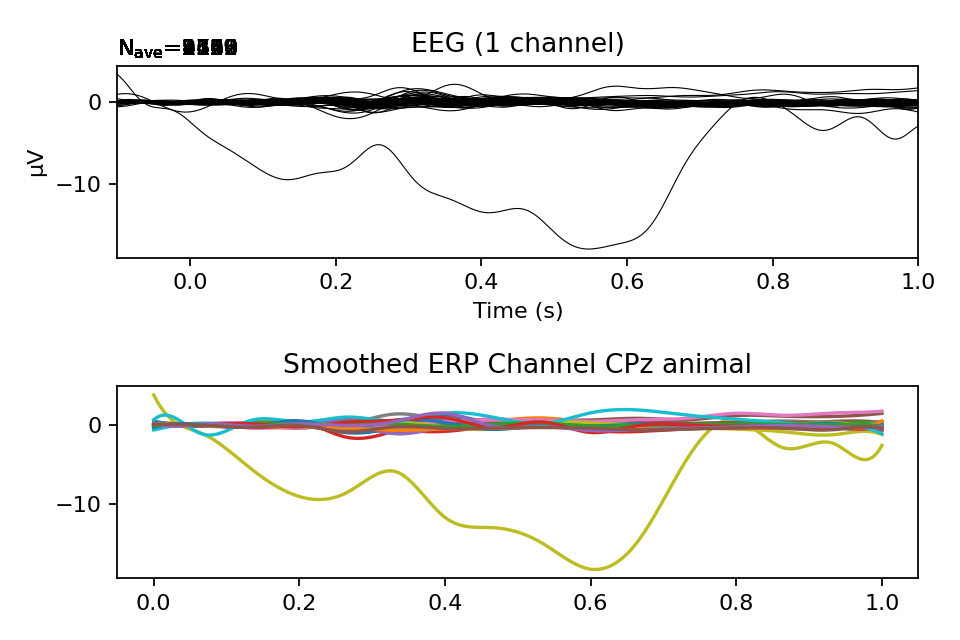 N_ave=
EEG (1 channel)
µV
0
−10
0.0 0.2 0.4 0.6 0.8 1.0
Time (s)
Smoothed ERP Channel CPz animal
0
−10
0.0 0.2 0.4 0.6 0.8 1.0